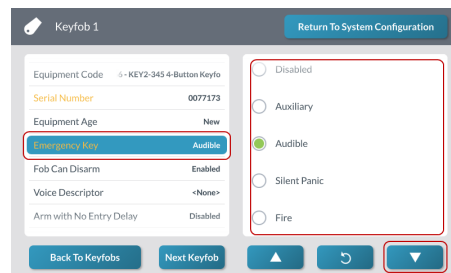 Keyfob 1
Return To System Configuration
Equipment Code 6 - KEY2-345 4-Button Keyfo
Serial Number 0077173
Equipment Age New
Emergency Key Audible
Fob Can Disarm Enabled
Voice Descriptor <None>
Arm with No Entry Delay Disabled
Disabled
Auxiliary
Audible
Silent Panic
Fire
Back To Keyfobs
Next Keyfob